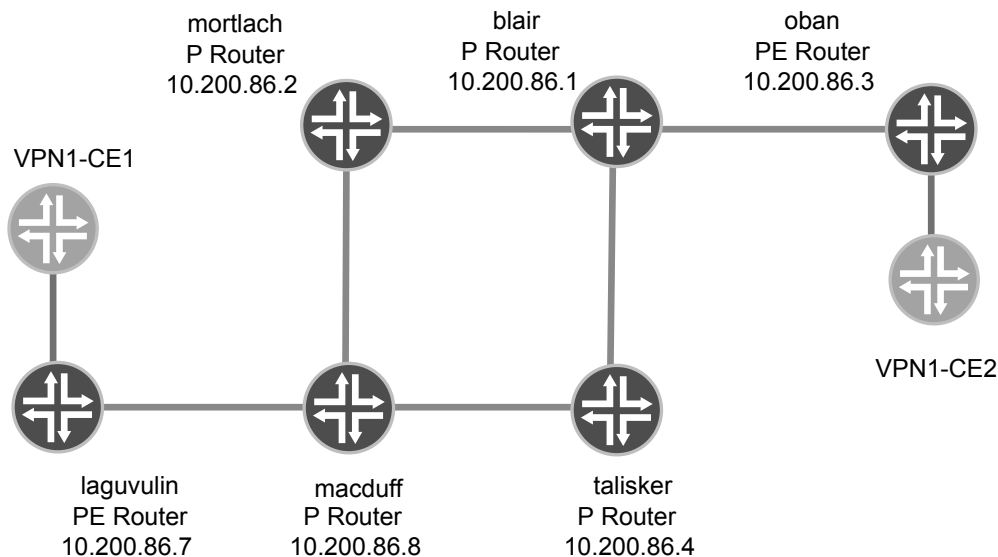 mortlach
P Router
10.200.86.2
blair
P Router
10.200.86.1
oban
PE Router
10.200.86.3
VPN1-CE1
VPN1-CE2
laguvulin
PE Router
10.200.86.7
macduff
P Router
10.200.86.8
talisker
P Router
10.200.86.4